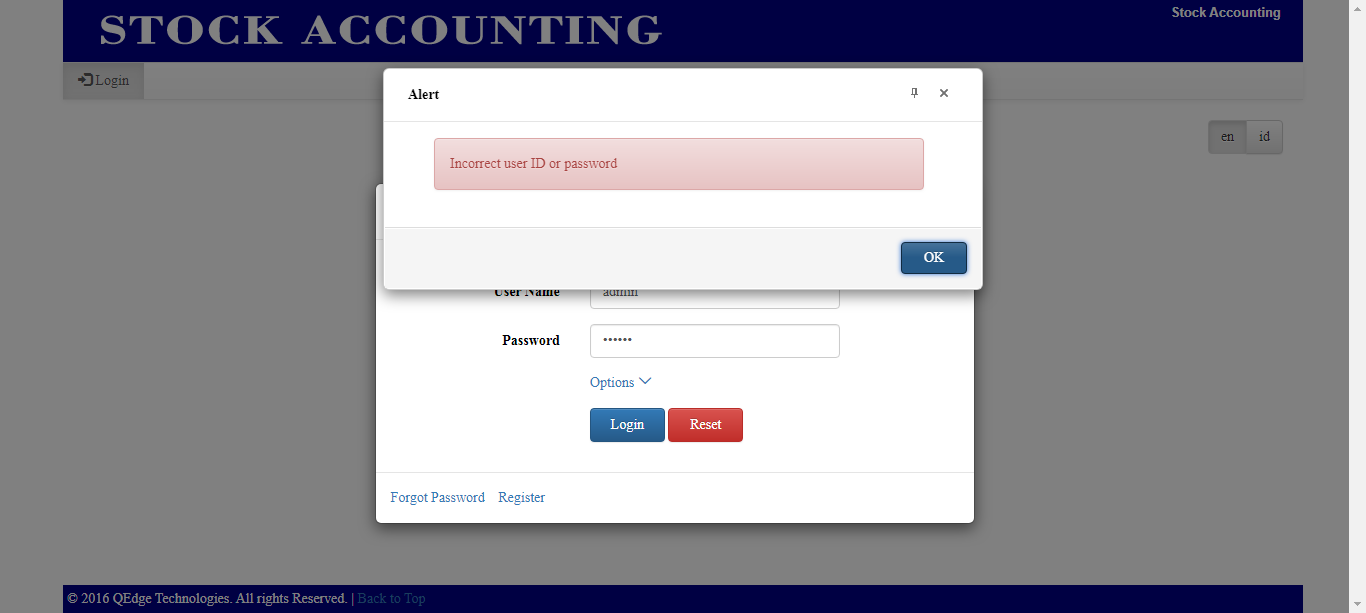 STOCK ACCOUNTING
Stock Accounting
Login
Alert
en id
Incorrect user ID or password
OK
User Name admin
Password ••••••
Options
Login Reset
Forgot Password Register
© 2016 QEdge Technologies. All rights Reserved. | Back to Top